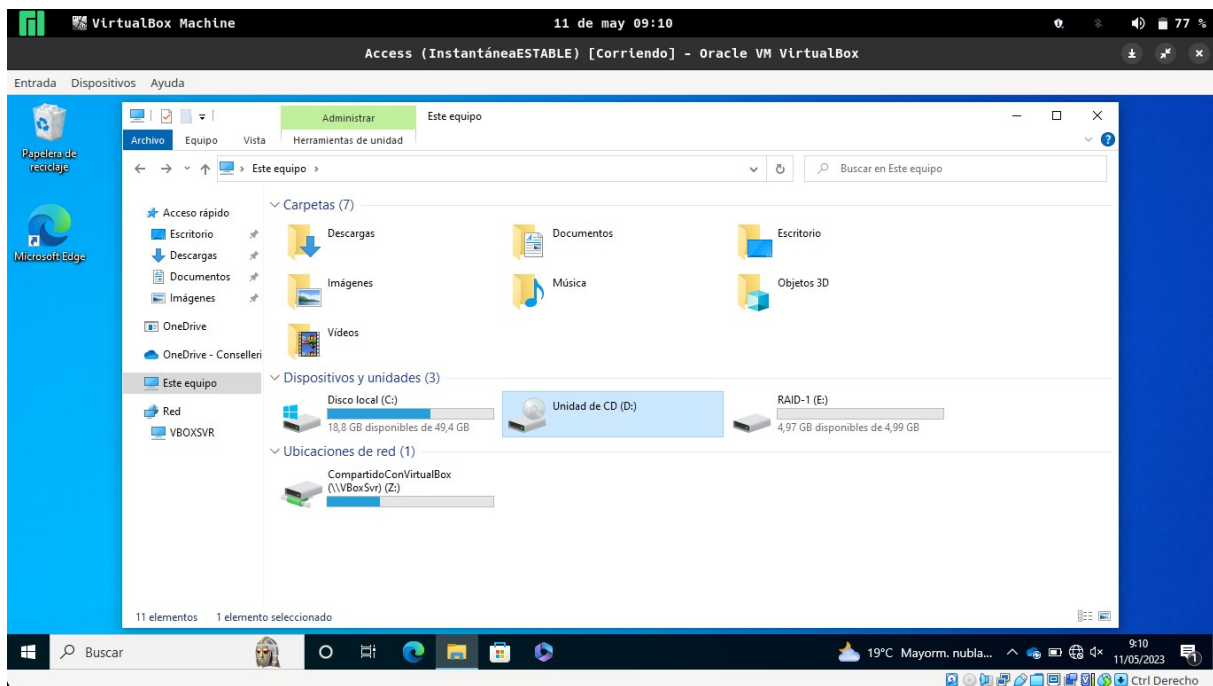 VirtualBox Machine
11 de may 09:10
77 %
Access (InstantáneaESTABLE) [Corriendo] - Oracle VM VirtualBox
Entrada Dispositivos Ayuda
Papelera de
reciclaje
Microsoft Edge
Administrar
Este equipo
Archivo Equipo Vista Herramientas de unidad
Este equipo
Buscar en Este equipo
Acceso rápido
Escritorio
Descargas
Documentos
Imágenes
OneDrive
OneDrive - Conselleri
Este equipo
Red
VBOXSVR
Carpetas (7)
Descargas
Documentos
Escritorio
Imágenes
Música
Objetos 3D
Vídeos
Dispositivos y unidades (3)
Disco local (C:)
18,8 GB disponibles de 49,4 GB
Unidad de CD (D:)
RAID-1 (E:)
4,97 GB disponibles de 4,99 GB
Ubicaciones de red (1)
CompartidoConVirtualBox
(\\VBoxSvr) (Z:)
11 elementos 1 elemento seleccionado
Buscar
19°C Mayorm. nubla...
9:10
11/05/2023
1
Ctrl Derecho